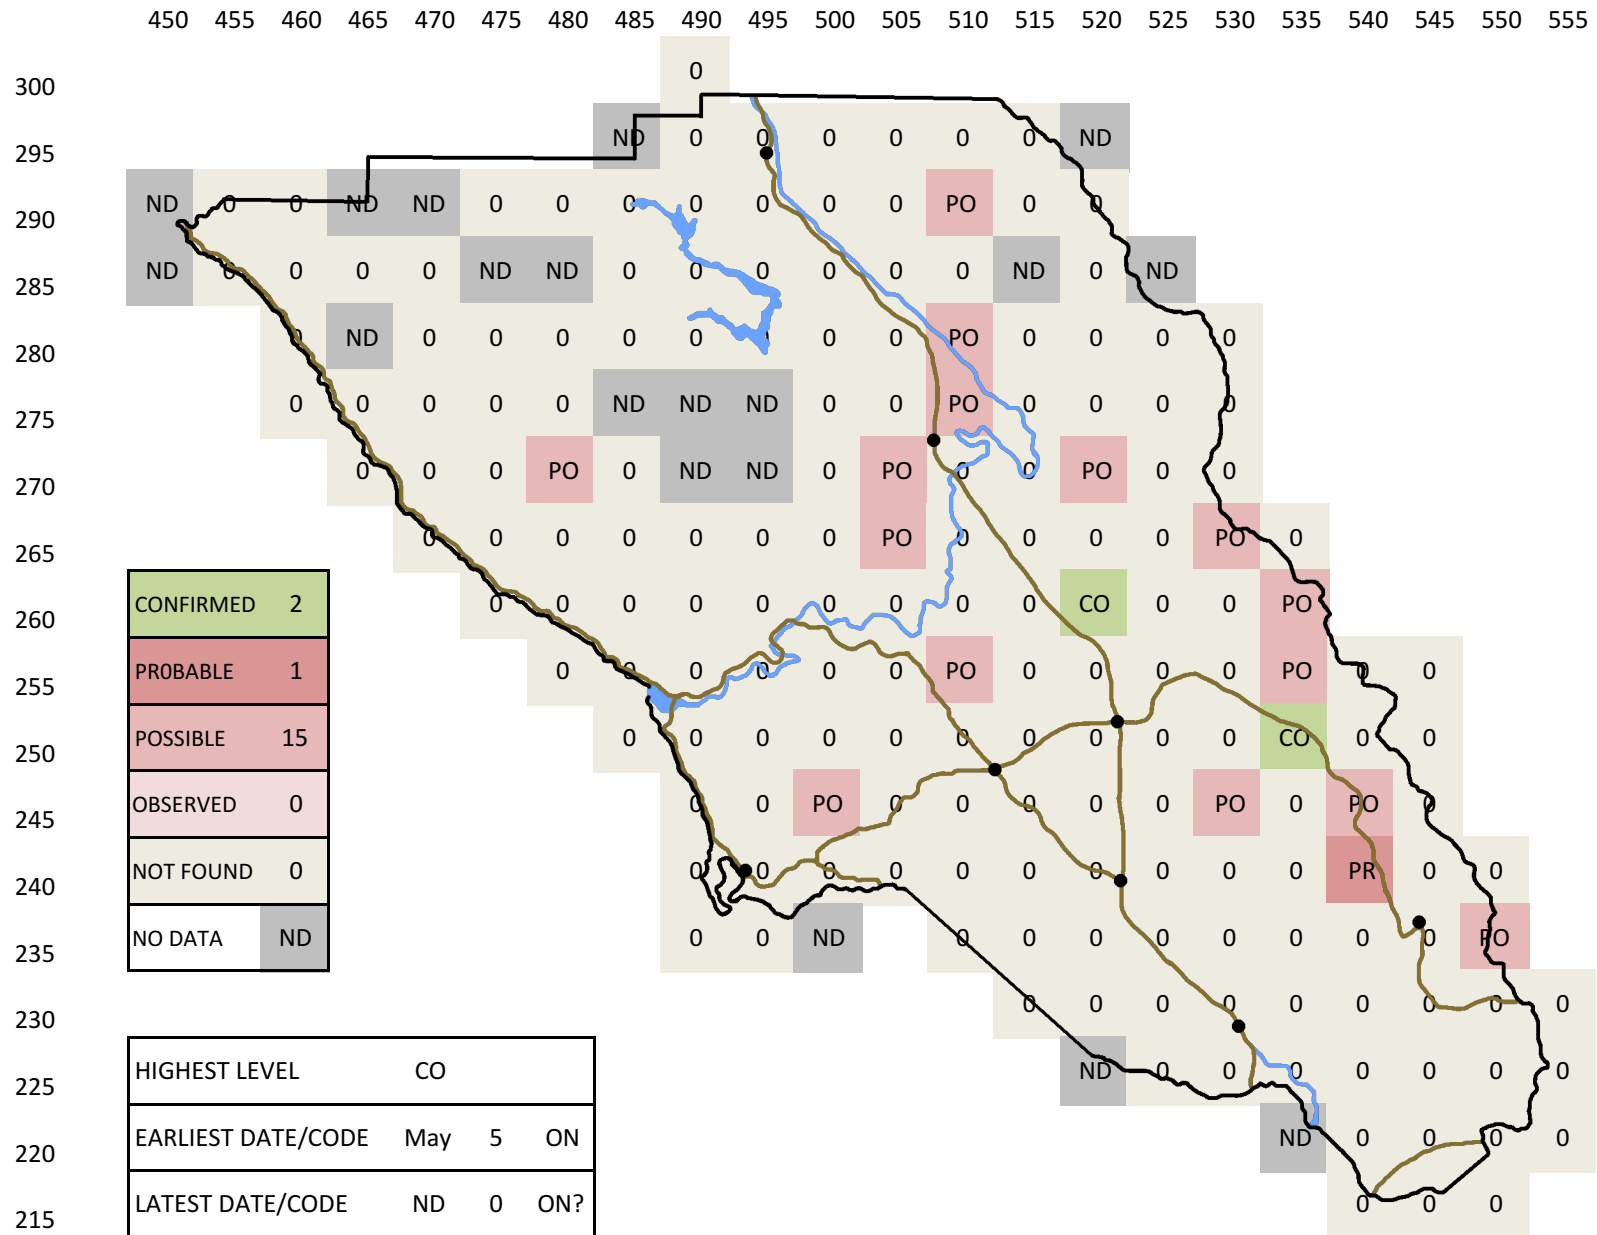 450 455 460 465 470 475 480 485 490 495 500 505 510 515 520 525 530 535 540 545 550 555
300 0
295 ND 0 0 0 0 0 0 ND
290 ND 0 0 ND ND 0 0 0 0 0 0 0 PO 0 0
285 ND 0 0 0 0 ND ND 0 0 0 0 0 0 ND 0 ND
280 0 ND 0 0 0 0 0 0 0 0 PO 0 0 0 0
275 0 0 0 0 0 ND ND ND 0 0 PO 0 0 0 0
270 0 0 0 PO 0 ND ND 0 PO 0 0 PO 0 0
265 0 0 0 0 0 0 0 PO 0 0 0 0 PO 0
260 0 0 0 0 0 0 0 0 0 CO 0 0 PO
255 0 0 0 0 0 0 PO 0 0 0 0 PO 0 0
250 0 0 0 0 0 0 0 0 0 0 CO 0 0
245 0 0 PO 0 0 0 0 0 PO 0 PO 0
240 0 0 0 0 0 0 0 0 0 0 PR 0 0
235 0 0 ND 0 0 0 0 0 0 0 0 PO
230 0 0 0 0 0 0 0 0 0
225 ND 0 0 0 0 0 0 0
220 ND 0 0 0 0
215 0 0 0
CONFIRMED 2
PR0BABLE 1
POSSIBLE 15
OBSERVED 0
NOT FOUND 0
NO DATA ND
HIGHEST LEVEL CO
EARLIEST DATE/CODE May 5 ON
LATEST DATE/CODE ND 0 ON?